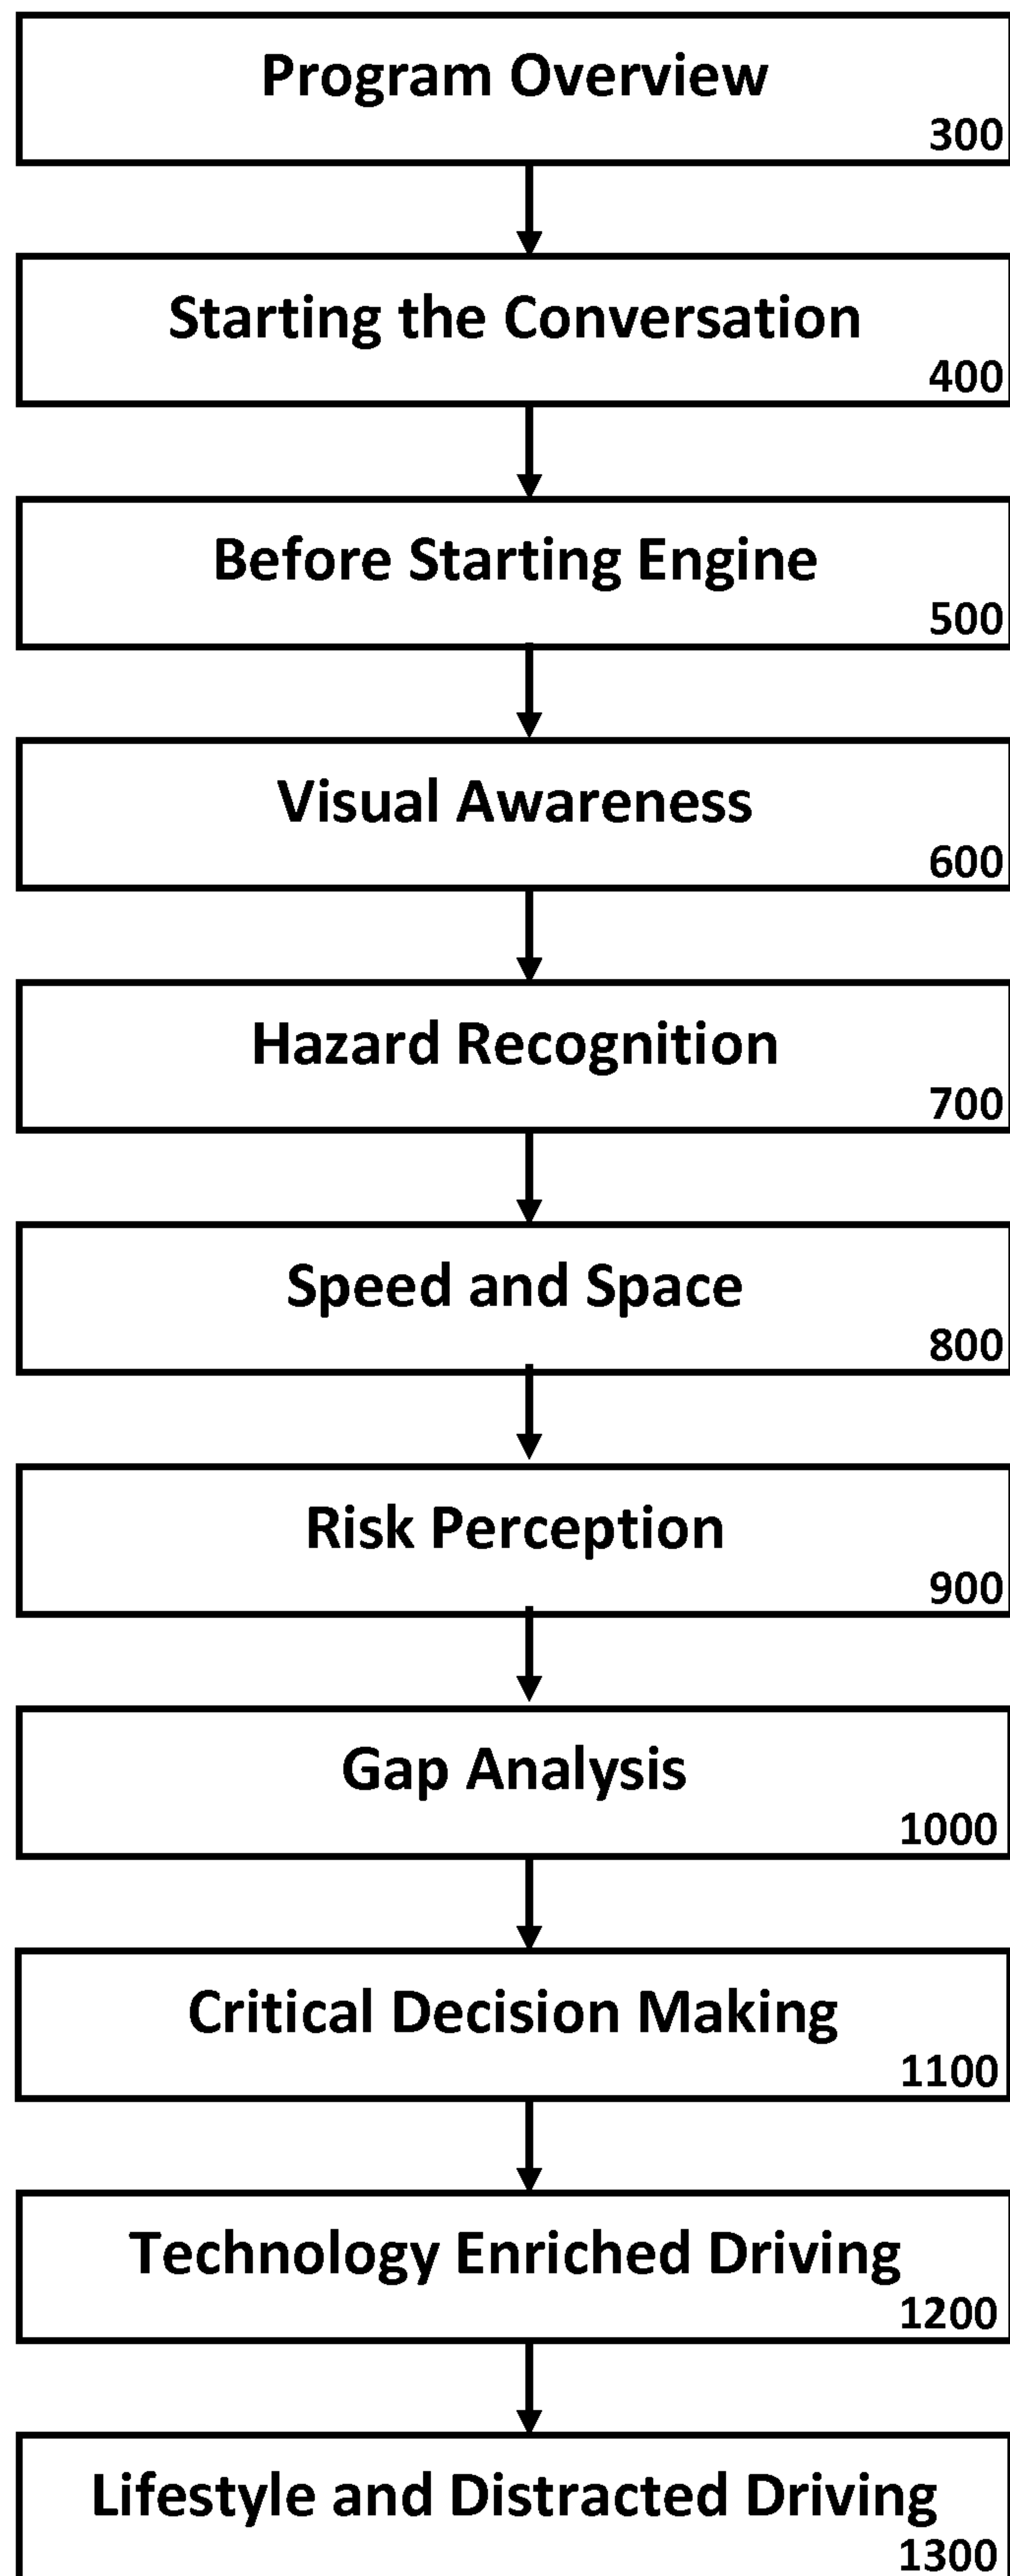 Program Overview
300
Starting the Conversation
400
Before Starting Engine
500
Visual Awareness
600
Hazard Recognition
700
Speed and Space
800
Risk Perception
900
Gap Analysis
1000
Critical Decision Making
1100
Technology Enriched Driving
1200
Lifestyle and Distracted Driving
1300